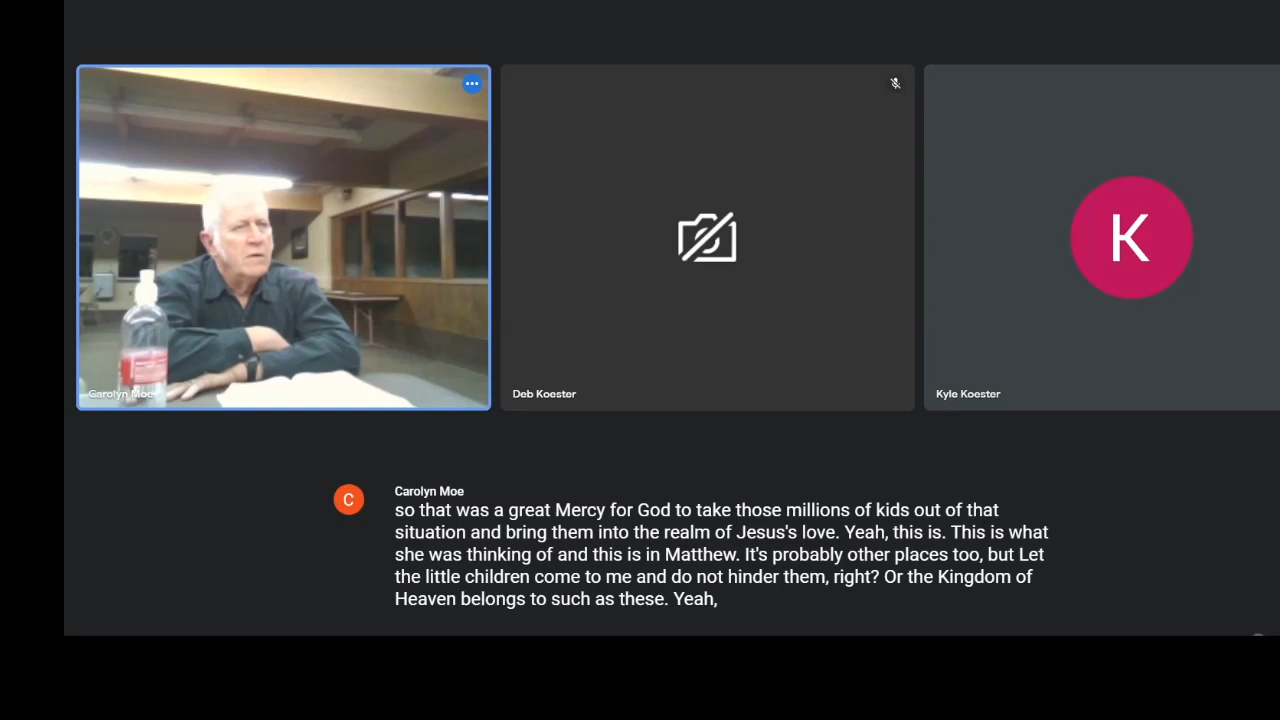 Carolyn Moe
Deb Koester
K
Kyle Koester
C
Carolyn Moe
so that was a great Mercy for God to take those millions of kids out of that
situation and bring them into the realm of Jesus's love. Yeah, this is. This is what
she was thinking of and this is in Matthew. It's probably other places too, but Let
the little children come to me and do not hinder them, right? Or the Kingdom of
Heaven belongs to such as these. Yeah,